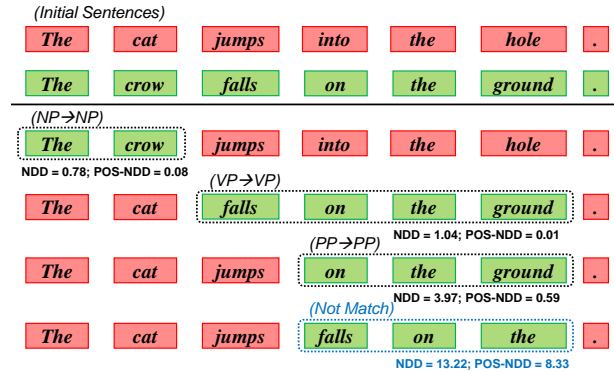 (Initial Sentences)
The cat jumps into the hole .
The crow falls on the ground .
(NP→NP)
The crow jumps into the hole .
NDD = 0.78; POS-NDD = 0.08
(VP→VP)
The cat falls on the ground .
NDD = 1.04; POS-NDD = 0.01
(PP→PP)
The cat jumps on the ground .
NDD = 3.97; POS-NDD = 0.59
(Not Match)
The cat jumps falls on the .
NDD = 13.22; POS-NDD = 8.33